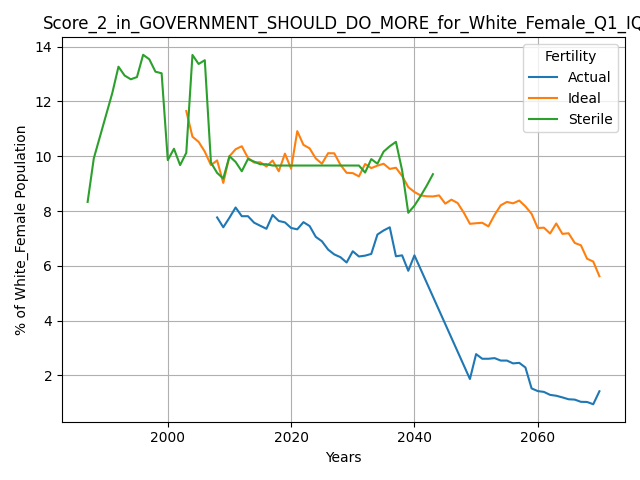 Score_2_in_GOVERNMENT_SHOULD_DO_MORE_for_White_Female_Q1_IQ
Fertility
Actual
Ideal
Sterile
% of White_Female Population
14
12
10
8
6
4
2
2000 2020 2040 2060
Years